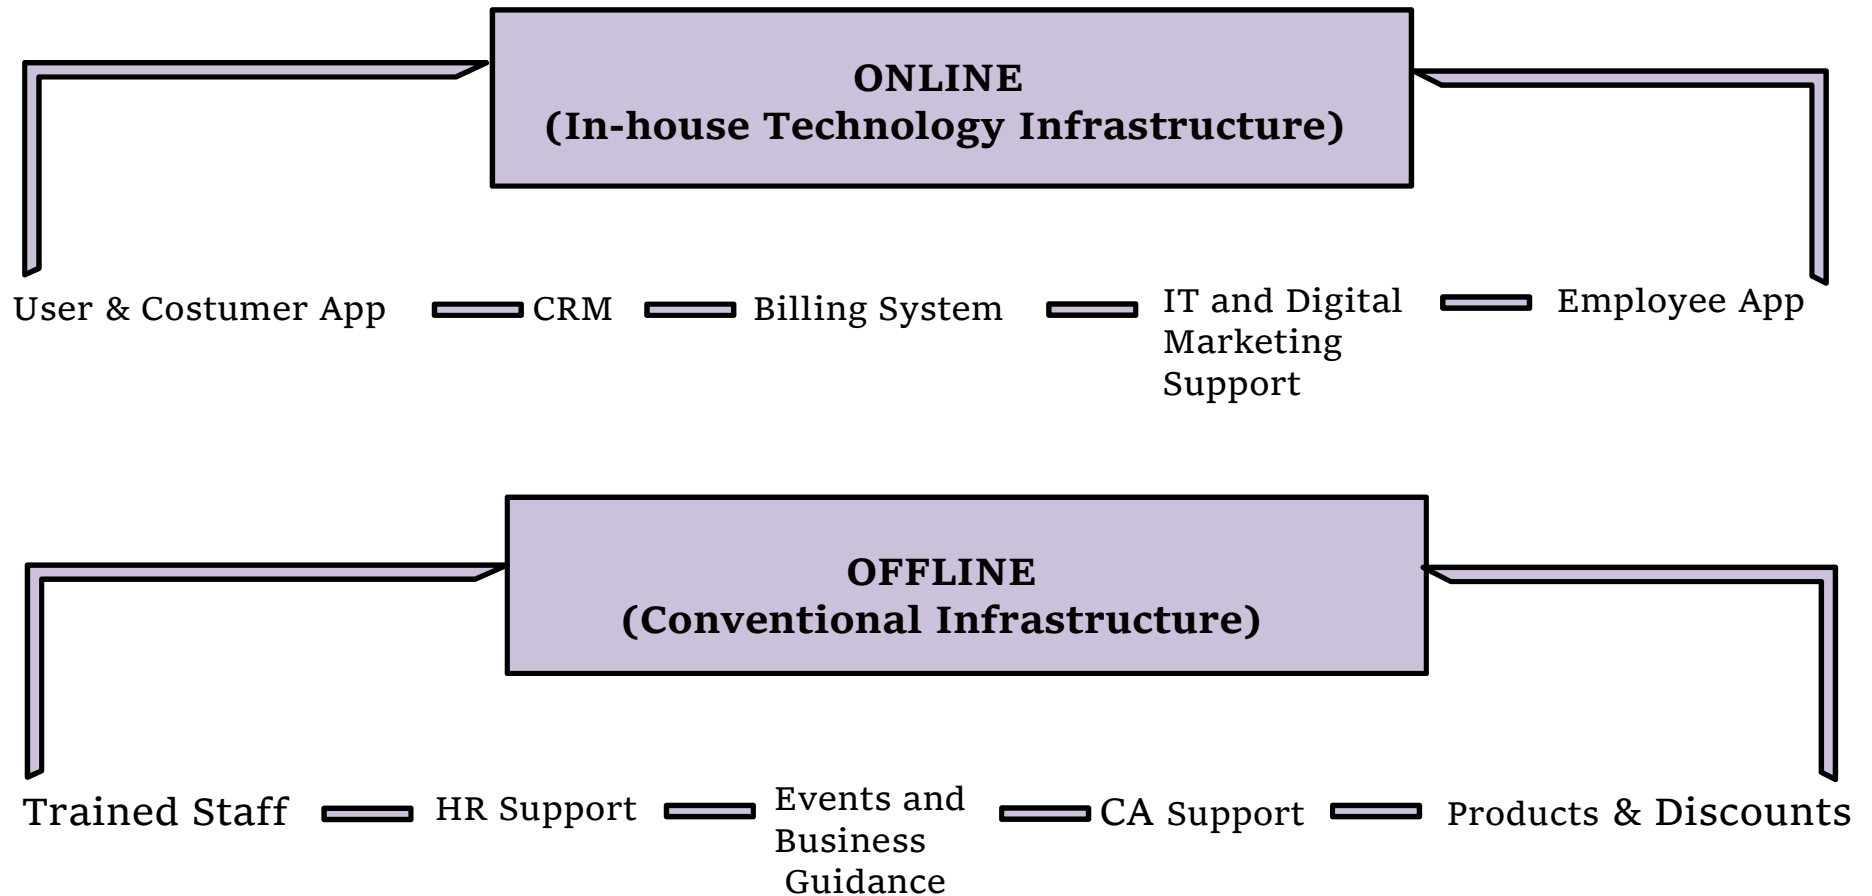 ONLINE
(In-house Technology Infrastructure)
User & Costumer App
CRM
Billing System
IT and Digital
Marketing
Support
Employee App
OFFLINE
(Conventional Infrastructure)
Trained Staff
HR Support
Events and
Business
Guidance
CA Support
Products & Discounts